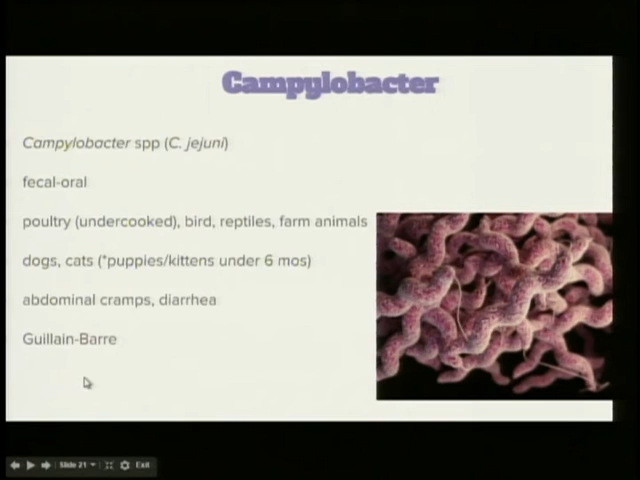 Campylobacter
Campylobacter spp (C. jejuni)
fecal-oral
poultry (undercooked), bird, reptiles, farm animals
dogs, cats (*puppies/kittens under 6 mos)
abdominal cramps, diarrhea
Guillain-Barre
Slide 21
Exit